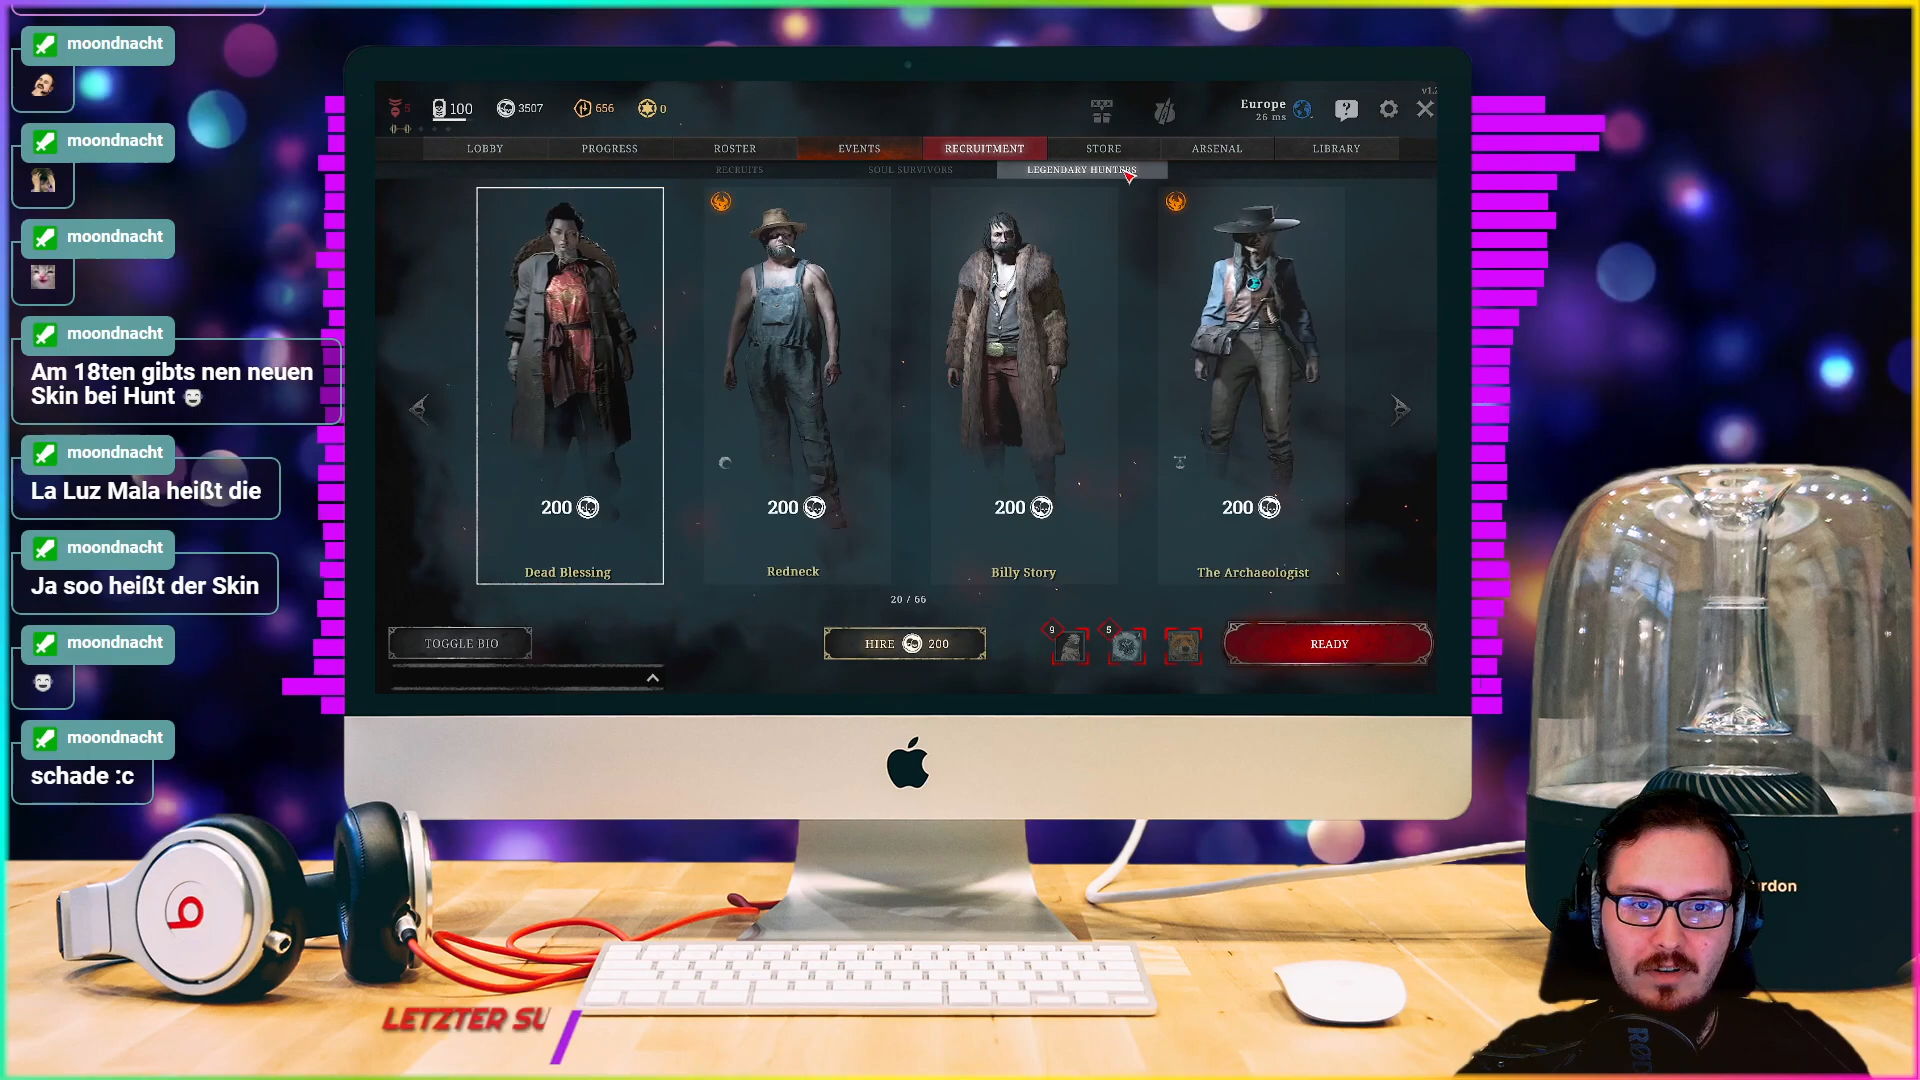 moondnacht
moondnacht
moondnacht
moondnacht
Am 18ten gibts nen neuen
Skin bei Hunt
moondnacht
La Luz Mala heißt die
moondnacht
Ja soo heißt der Skin
moondnacht
moondnacht
schade :c
5
100
3507
656
0
Europe
26 ms
v1.2
LOBBY
PROGRESS
ROSTER
EVENTS
RECRUITMENT
STORE
ARSENAL
LIBRARY
RECRUITS
SOUL SURVIVORS
LEGENDARY HUNTERS
200
200
200
200
Dead Blessing
Redneck
Billy Story
The Archaeologist
20 / 66
TOGGLE BIO
HIRE 200
9
5
READY
LETZTER SU
rdon